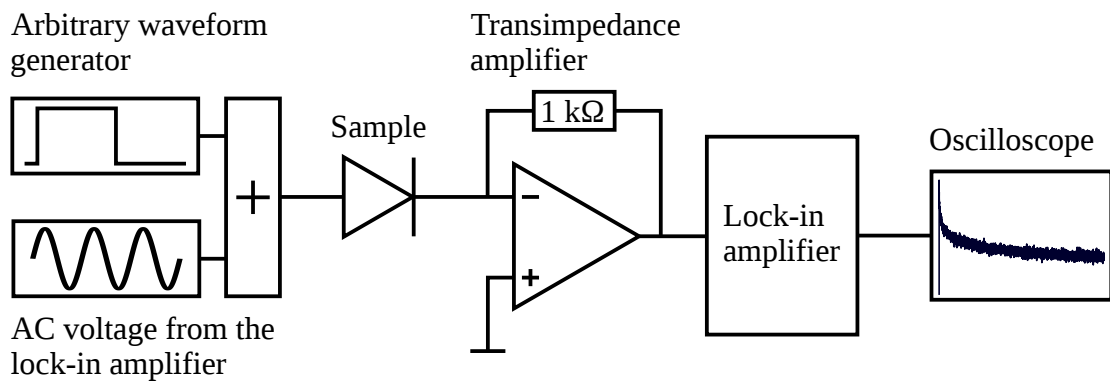 Arbitrary waveform
generator
Transimpedance
amplifier
1 kΩ
Sample
Oscilloscope
+
−
Lock-in
amplifier
+
AC voltage from the
lock-in amplifier